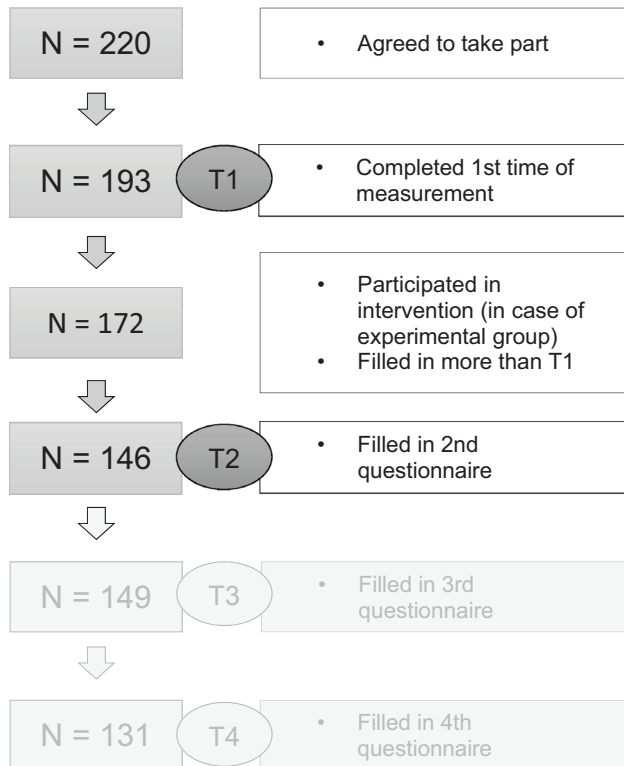 N = 220
• Agreed to take part
N = 193
T1
• Completed 1st time of
measurement
N = 172
• Participated in
intervention (in case of
experimental group)
• Filled in more than T1
N = 146
T2
• Filled in 2nd
questionnaire
N = 149
T3
• Filled in 3rd
questionnaire
N = 131
T4
• Filled in 4th
questionnaire